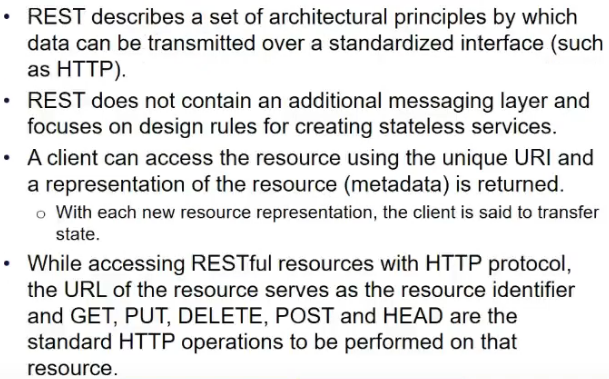 • REST describes a set of architectural principles by which
data can be transmitted over a standardized interface (such
as HTTP).
• REST does not contain an additional messaging layer and
focuses on design rules for creating stateless services.
• A client can access the resource using the unique URI and
a representation of the resource (metadata) is returned.
o With each new resource representation, the client is said to transfer
state.
• While accessing RESTful resources with HTTP protocol,
the URL of the resource serves as the resource identifier
and GET, PUT, DELETE, POST and HEAD are the
standard HTTP operations to be performed on that
resource.